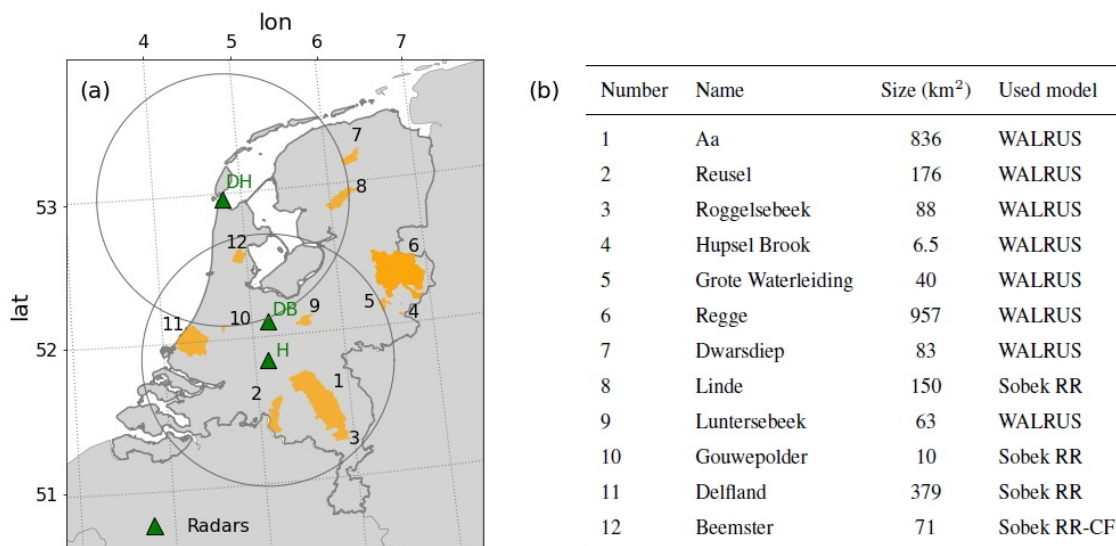 lon
4 5 6 7
(a)
7
DH
8
53
12
6
lat
DB
5
9
4
11
10
52
H
1
2
3
51
Radars
(b)
Number Name Size (km²) Used model
1 Aa 836 WALRUS
2 Reusel 176 WALRUS
3 Roggelsebeek 88 WALRUS
4 Hupsel Brook 6.5 WALRUS
5 Grote Waterleiding 40 WALRUS
6 Regge 957 WALRUS
7 Dwarsdiep 83 WALRUS
8 Linde 150 Sobek RR
9 Luntersebeek 63 WALRUS
10 Gouwepolder 10 Sobek RR
11 Delfland 379 Sobek RR
12 Beemster 71 Sobek RR-CF